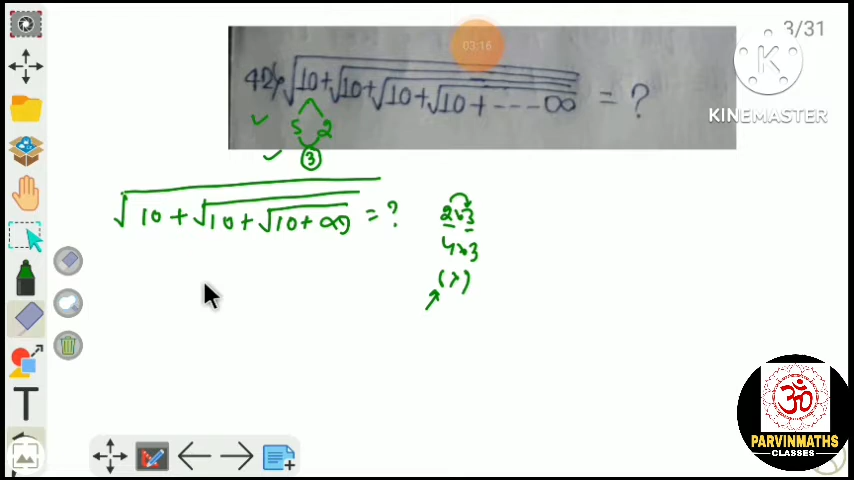 3/31
03:16
√10+√10+√10+√10+---∞ = ?
KINEMASTER
5 2
3
√10+√10+√10+∞ = ?
2×3
4×3
T
PARVINMATHS
CLASSES